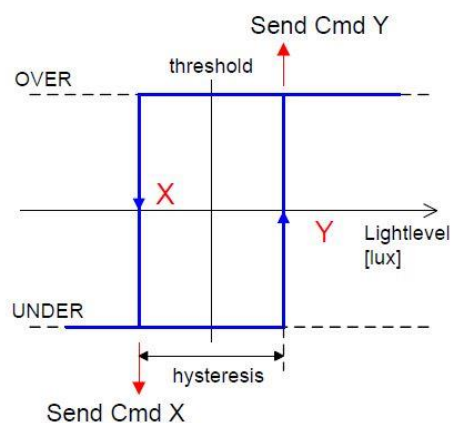 Send Cmd Y
OVER
threshold
X
Y
Lightlevel
[lux]
UNDER
hysteresis
Send Cmd X